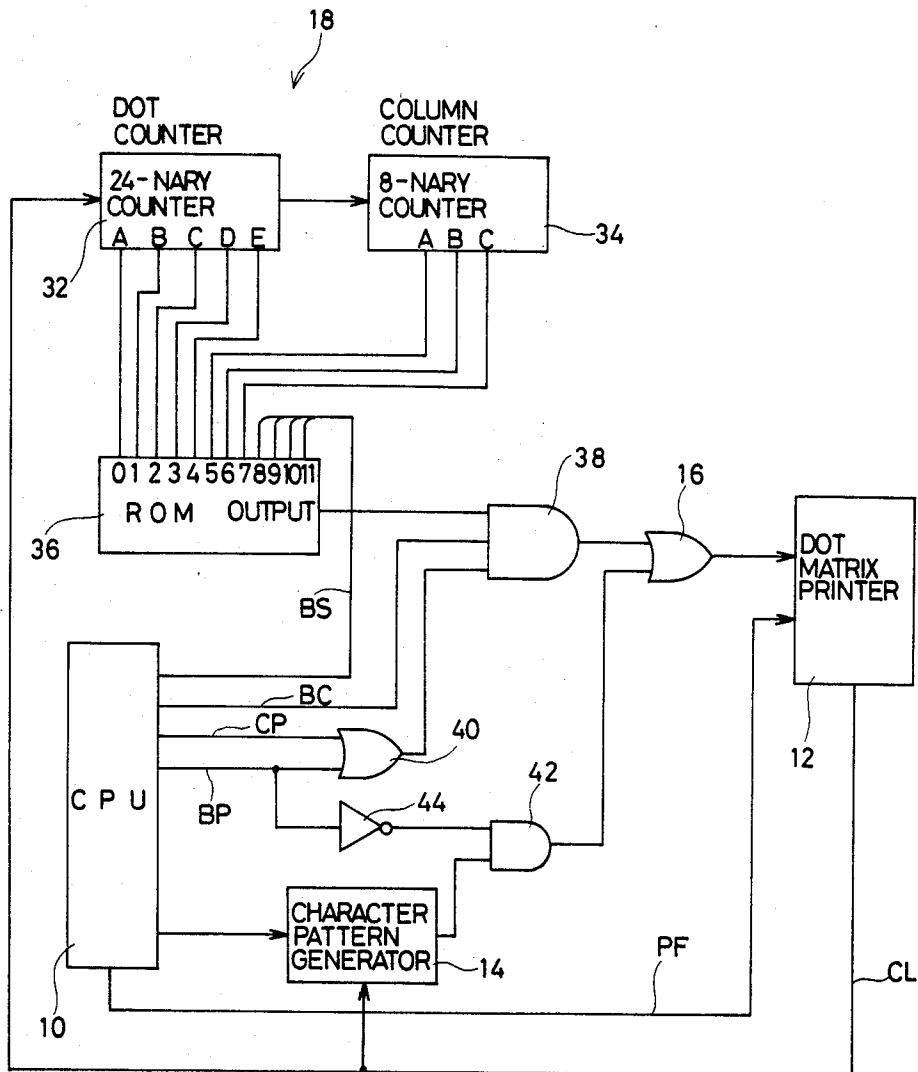 18
DOT
COUNTER
COLUMN
COUNTER
24-NARY
COUNTER
A B C D E
32
8-NARY
COUNTER
A B C
34
0 1 2 3 4 5 6 7 8 9 10 11
ROM OUTPUT
36
38
16
DOT
MATRIX
PRINTER
12
BS
BC
CP
BP
40
CPU
44
42
CHARACTER
PATTERN
GENERATOR
14
10
PF
CL